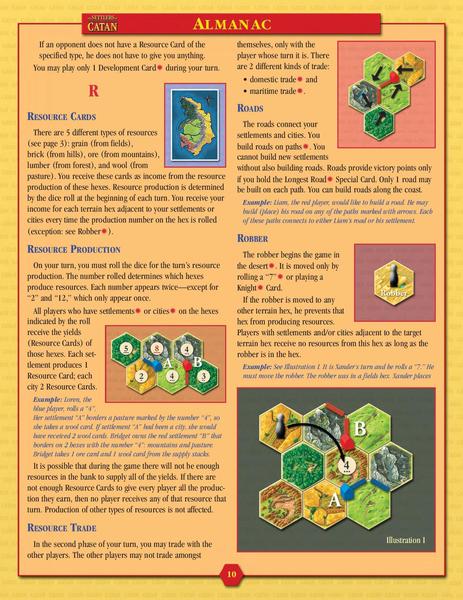 THE SETTLERS OF
CATAN
ALMANAC
If an opponent does not have a Resource Card of the
specified type, he does not have to give you anything.
You may play only 1 Development Card✹ during your turn.
R
RESOURCE CARDS
There are 5 different types of resources
(see page 3): grain (from fields),
brick (from hills), ore (from mountains),
lumber (from forest), and wool (from
pasture). You receive these cards as income from the resource
production of these hexes. Resource production is determined
by the dice roll at the beginning of each turn. You receive your
income for each terrain hex adjacent to your settlements or
cities every time the production number on the hex is rolled
(exception: see Robber✹).
RESOURCE PRODUCTION
On your turn, you must roll the dice for the turn's resource
production. The number rolled determines which hexes
produce resources. Each number appears twice—except for
"2" and "12," which only appear once.
All players who have settlements✹ or cities✹ on the hexes
indicated by the roll
receive the yields
(Resource Cards) of
those hexes. Each set-
tlement produces 1
Resource Card; each
city 2 Resource Cards.
5
8
4
A
B
2
4
3
Example: Loren, the
blue player, rolls a "4".
Her settlement "A" borders a pasture marked by the number "4", so
she takes a wool card. If settlement "A" had been a city, she would
have received 2 wool cards. Bridget owns the red settlement "B" that
borders on 2 hexes with the number "4": mountains and pasture.
Bridget takes 1 ore card and 1 wool card from the supply stacks.
It is possible that during the game there will not be enough
resources in the bank to supply all of the yields. If there are
not enough Resource Cards to give every player all the produc-
tion they earn, then no player receives any of that resource that
turn. Production of other types of resources is not affected.
RESOURCE TRADE
In the second phase of your turn, you may trade with the
other players. The other players may not trade amongst
themselves, only with the
player whose turn it is. There
are 2 different kinds of trade:
• domestic trade✹ and
• maritime trade✹.
ROADS
The roads connect your
settlements and cities. You
build roads on paths✹. You
cannot build new settlements
without also building roads. Roads provide victory points only
if you hold the Longest Road✹ Special Card. Only 1 road may
be built on each path. You can build roads along the coast.
Example: Liam, the red player, would like to build a road. He may
build (place) his road on any of the paths marked with arrows. Each
of these paths connects to either Liam's road or his settlement.
ROBBER
The robber begins the game in
the desert✹. It is moved only by
rolling a "7"✹ or playing a
Knight✹ Card.
If the robber is moved to any
other terrain hex, he prevents that
hex from producing resources.
Robber
Players with settlements and/or cities adjacent to the target
terrain hex receive no resources from this hex as long as the
robber is in the hex.
Example: See Illustration I. It is Xander's turn and he rolls a "7." He
must move the robber. The robber was in a fields hex. Xander places
B
4
A
Illustration I
10